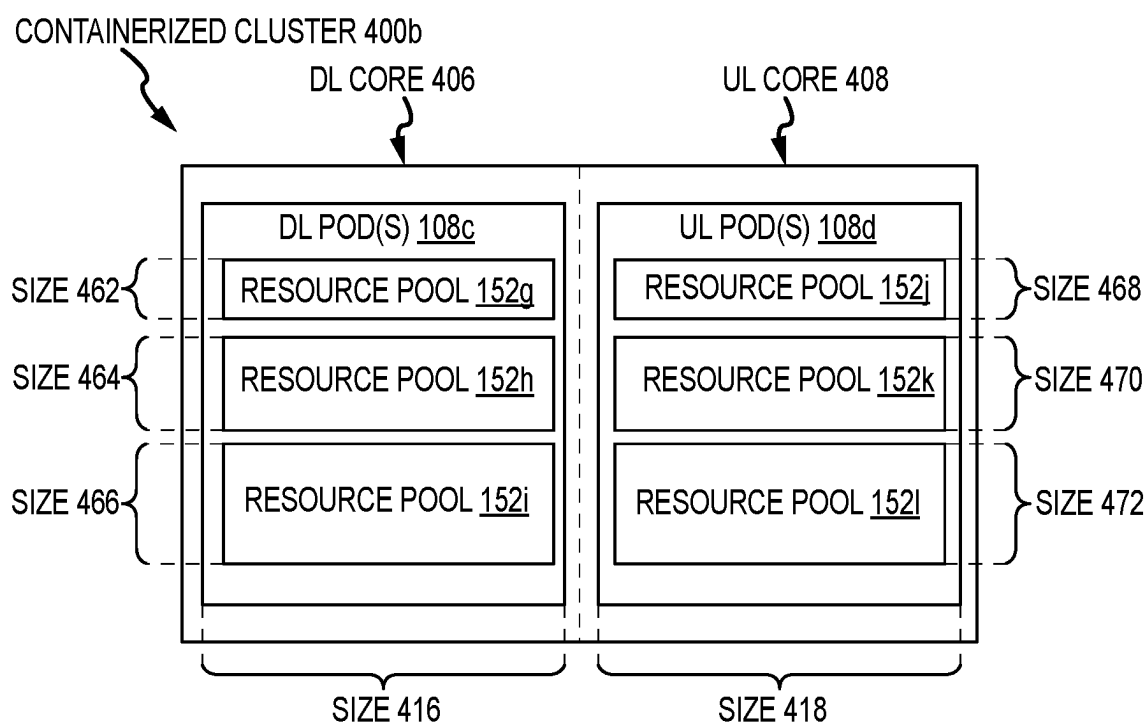 CONTAINERIZED CLUSTER 400b
DL CORE 406
UL CORE 408
DL POD(S) 108c
UL POD(S) 108d
SIZE 462
RESOURCE POOL 152g
RESOURCE POOL 152j
SIZE 468
SIZE 464
RESOURCE POOL 152h
RESOURCE POOL 152k
SIZE 470
SIZE 466
RESOURCE POOL 152i
RESOURCE POOL 152l
SIZE 472
SIZE 416
SIZE 418